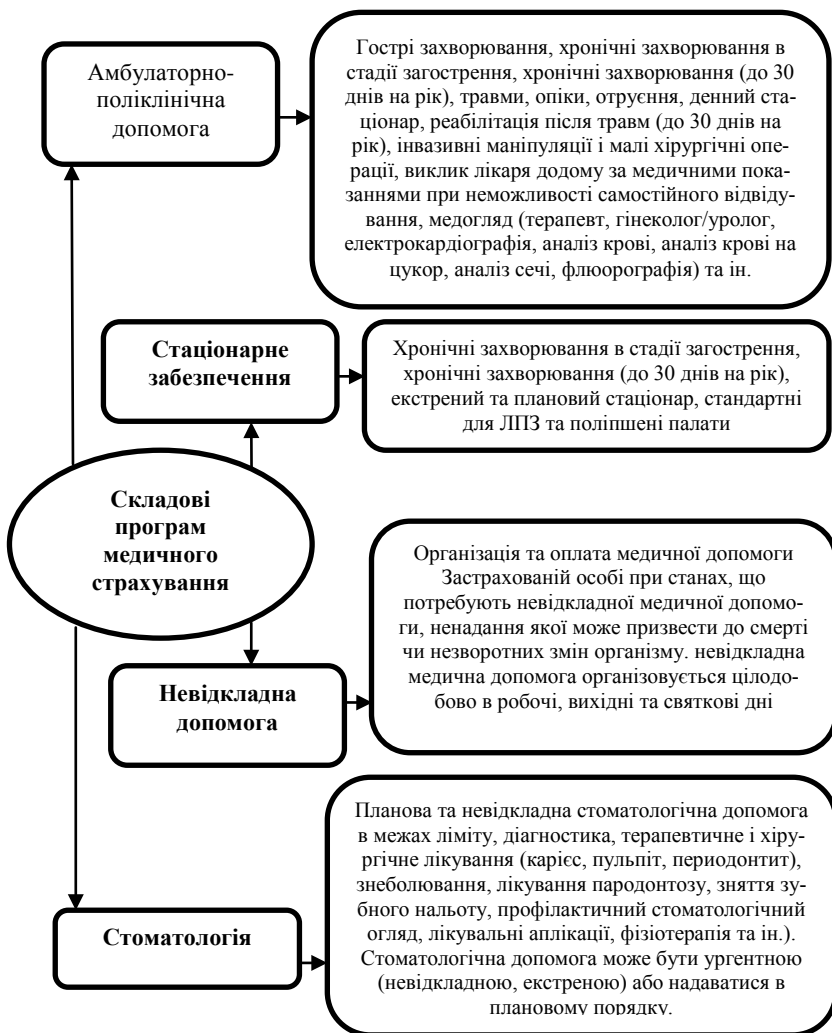 Амбулаторно-
поліклінічна
допомога
Гострі захворювання, хронічні захворювання в
стадії загострення, хронічні захворювання (до 30
днів на рік), травми, опіки, отруєння, денний ста-
ціонар, реабілітація після травм (до 30 днів на
рік), інвазивні маніпуляції і малі хірургічні опе-
рації, виклик лікаря додому за медичними пока-
заннями при неможливості самостійного відвіду-
вання, медогляд (терапевт, гінеколог/уролог,
електрокардіографія, аналіз крові, аналіз крові на
цукор, аналіз сечі, флюорографія) та ін.
Стаціонарне
забезпечення
Хронічні захворювання в стадії загострення,
хронічні захворювання (до 30 днів на рік),
екстрений та плановий стаціонар, стандартні
для ЛПЗ та поліпшені палати
Складові
програм
медичного
страхування
Організація та оплата медичної допомоги
Застрахованій особі при станах, що
потребують невідкладної медичної допомо-
ги, ненадання якої може призвести до смерті
чи незворотних змін організму. невідкладна
медична допомога організовується цілодо-
бово в робочі, вихідні та святкові дні
Невідкладна
допомога
Планова та невідкладна стоматологічна допомога
в межах ліміту, діагностика, терапевтичне і хіру-
ргічне лікування (карієс, пульпіт, периодонтит),
знеболювання, лікування пародонтозу, зняття зу-
бного нальоту, профілактичний стоматологічний
огляд, лікувальні аплікації, фізіотерапія та ін.).
Стоматологічна допомога може бути ургентною
(невідкладною, екстреною) або надаватися в
плановому порядку.
Стоматологія